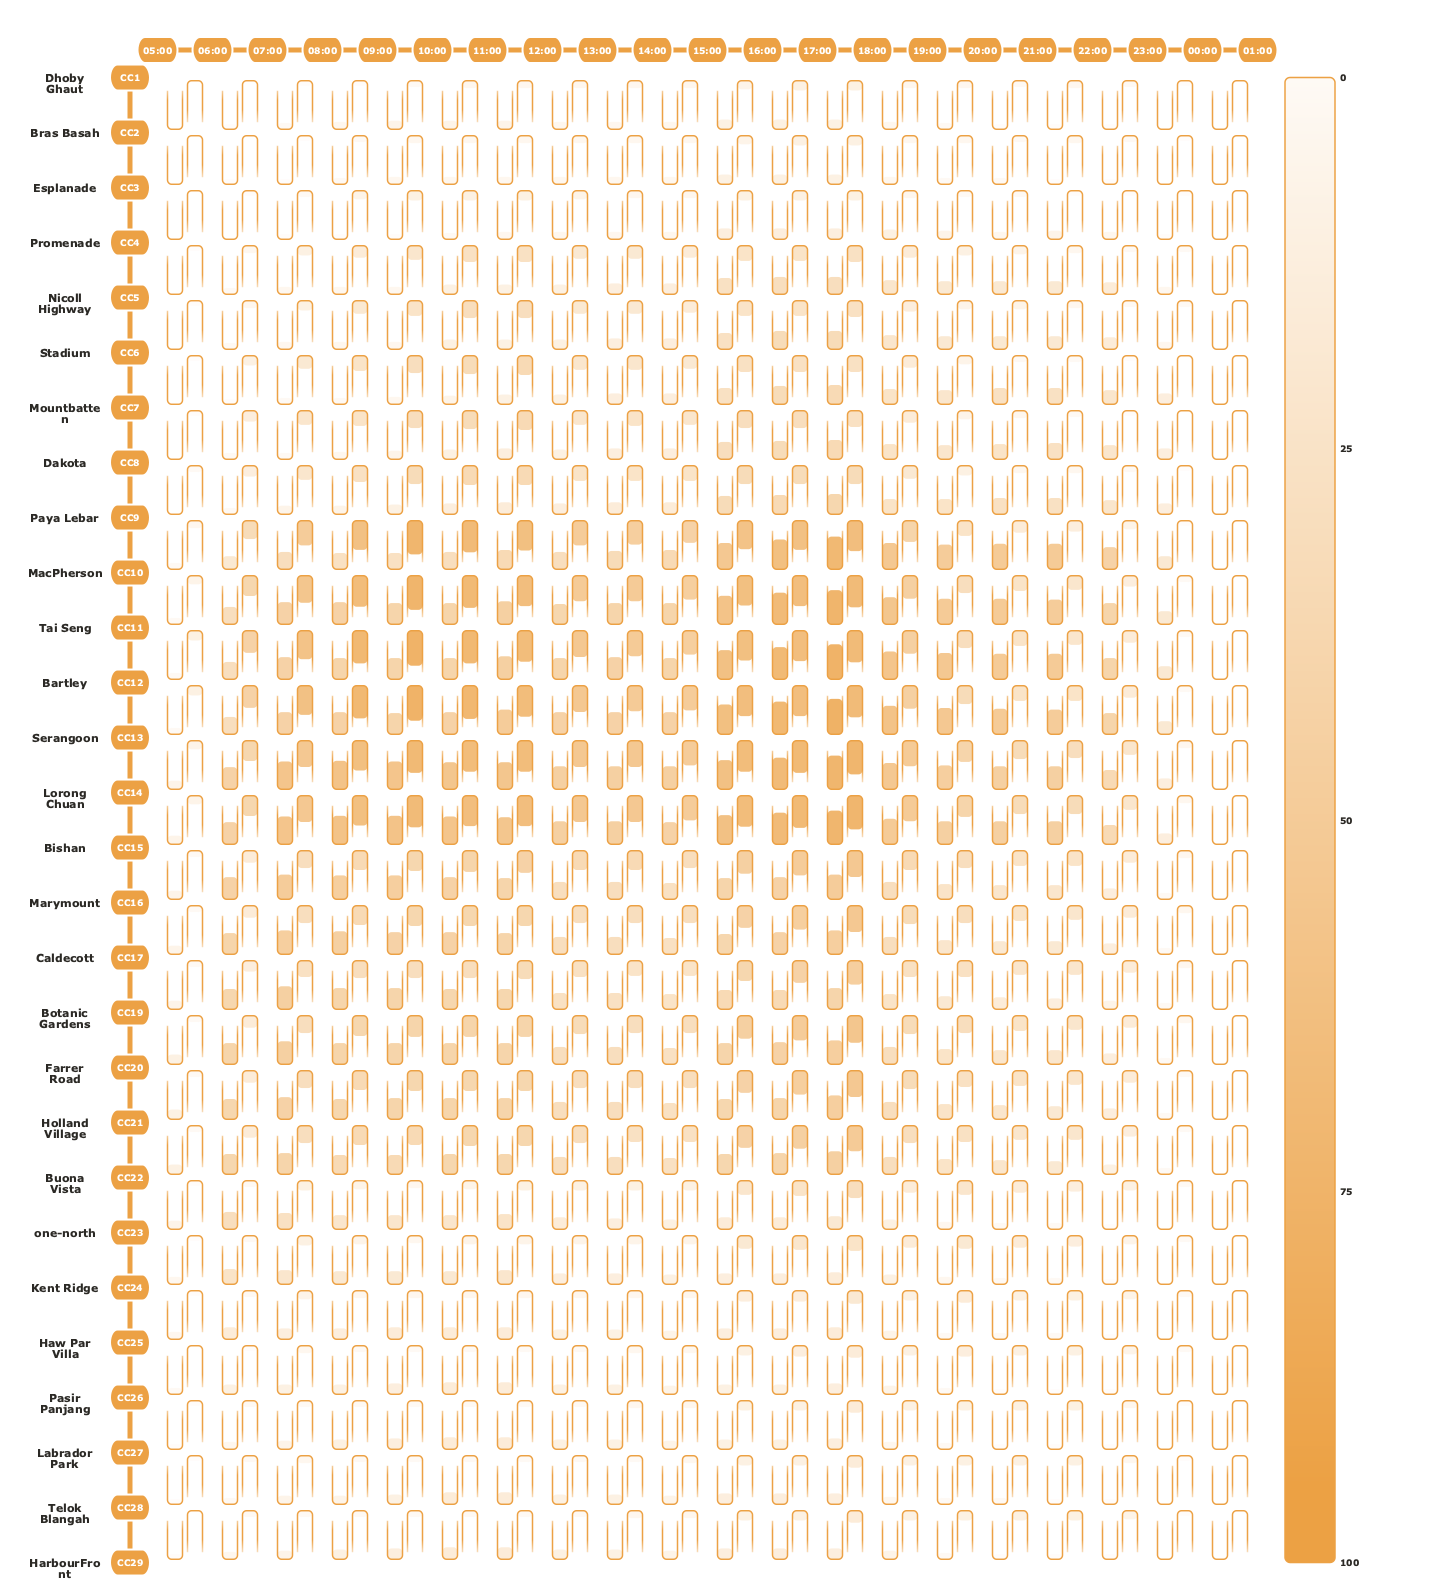 05:00 06:00 07:00 08:00 09:00 10:00 11:00 12:00 13:00 14:00 15:00 16:00 17:00 18:00 19:00 20:00 21:00 22:00 23:00 00:00 01:00
Dhoby
Ghaut
CC1
0
Bras Basah CC2
Esplanade CC3
Promenade CC4
Nicoll
Highway
CC5
Stadium CC6
Mountbatte
n
CC7
Dakota CC8
25
Paya Lebar CC9
MacPherson CC10
Tai Seng CC11
Bartley CC12
Serangoon CC13
Lorong
Chuan
CC14
50
Bishan CC15
Marymount CC16
Caldecott CC17
Botanic
Gardens
CC19
Farrer
Road
CC20
Holland
Village
CC21
Buona
Vista
CC22
75
one-north CC23
Kent Ridge CC24
Haw Par
Villa
CC25
Pasir
Panjang
CC26
Labrador
Park
CC27
Telok
Blangah
CC28
HarbourFro
nt
CC29
100